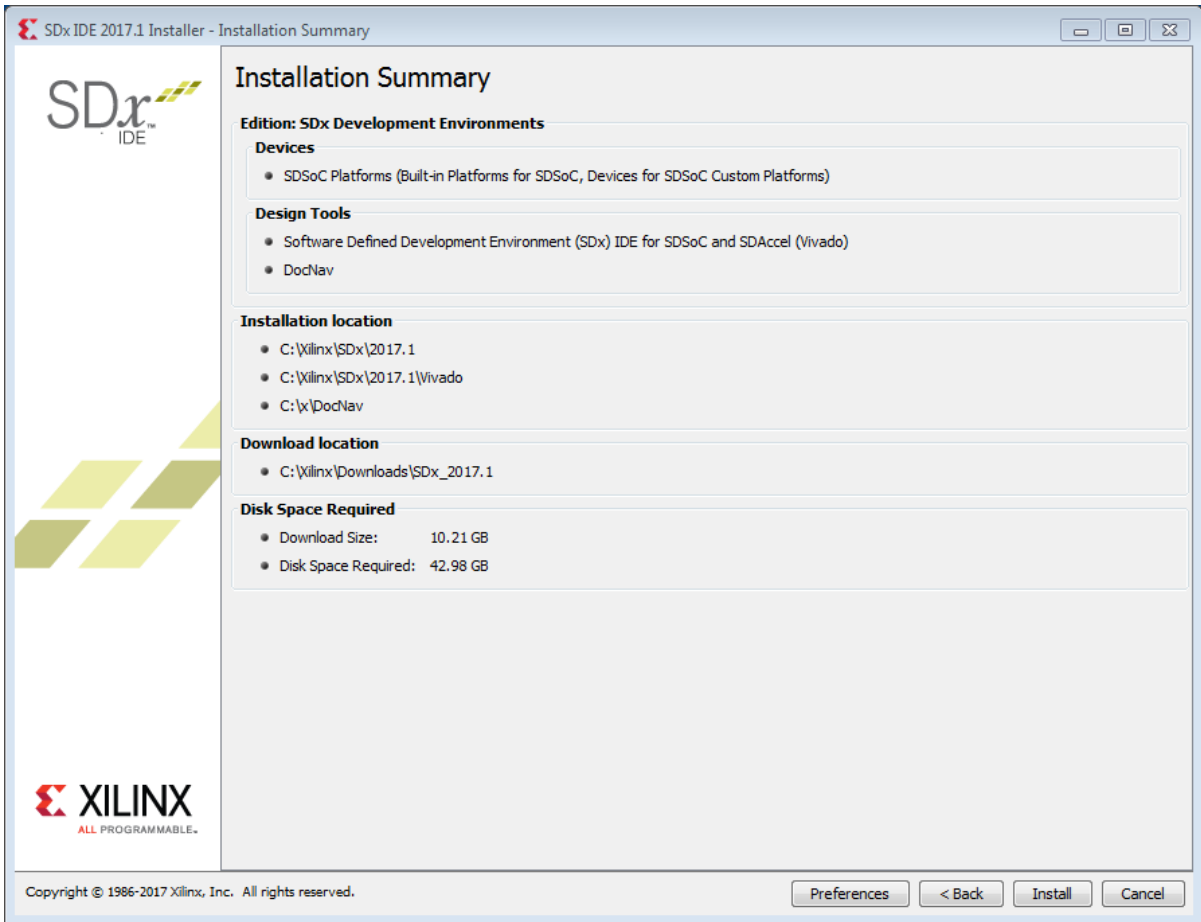 SDx IDE 2017.1 Installer - Installation Summary
SDx™
IDE
Installation Summary
Edition: SDx Development Environments
Devices
SDSoC Platforms (Built-in Platforms for SDSoC, Devices for SDSoC Custom Platforms)
Design Tools
Software Defined Development Environment (SDx) IDE for SDSoC and SDAccel (Vivado)
DocNav
Installation location
C:\Xilinx\SDx\2017.1
C:\Xilinx\SDx\2017.1\Vivado
C:\x\DocNav
Download location
C:\Xilinx\Downloads\SDx_2017.1
Disk Space Required
Download Size: 10.21 GB
Disk Space Required: 42.98 GB
XILINX
ALL PROGRAMMABLE™
Copyright © 1986-2017 Xilinx, Inc. All rights reserved.
Preferences < Back Install Cancel